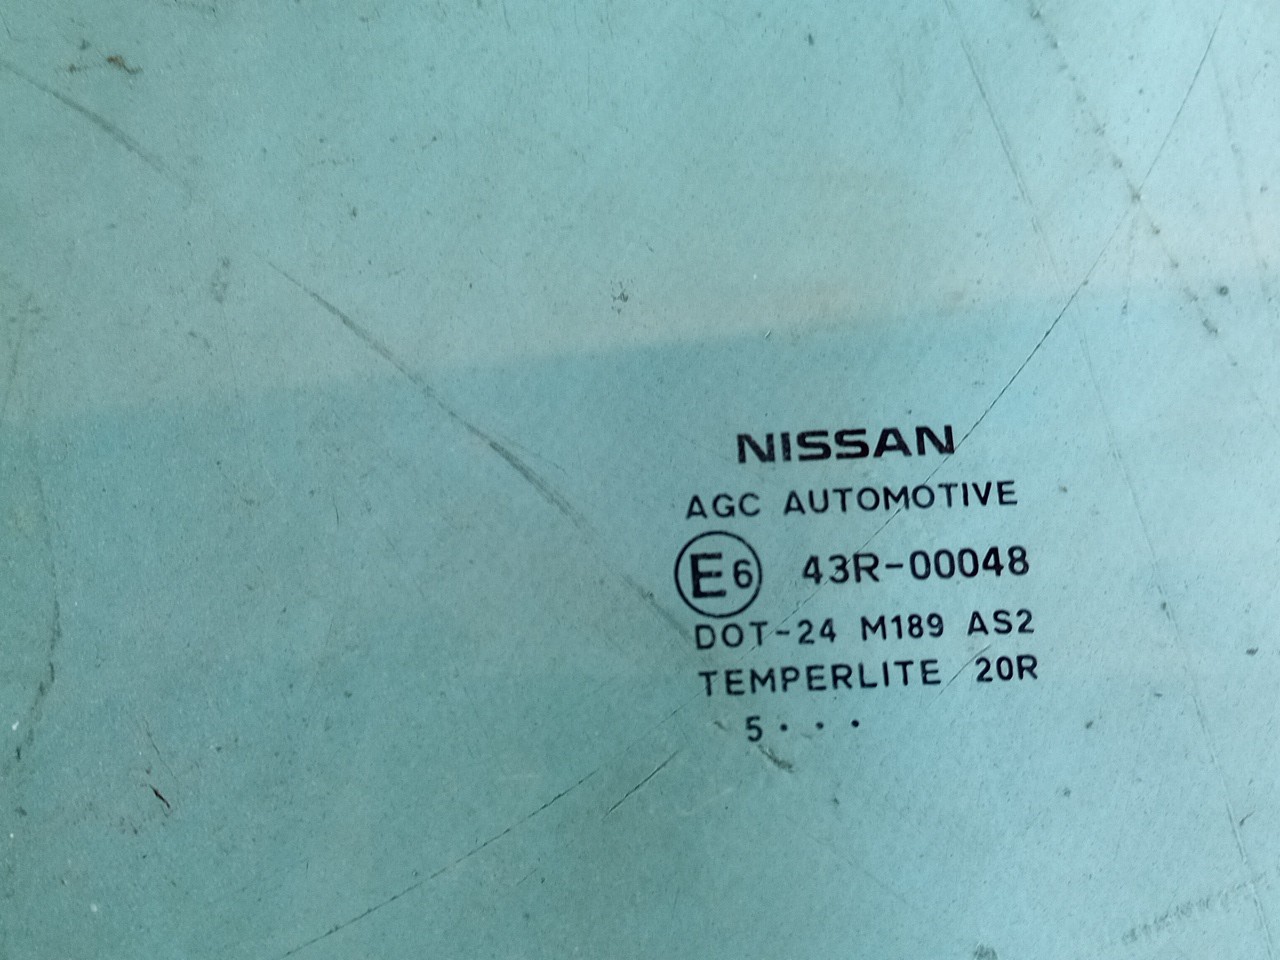 NISSAN
AGC AUTOMOTIVE
E6 43R-00048
DOT-24 M189 AS2
TEMPERLITE 20R
5 · · ·